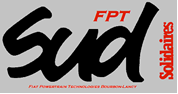 FPT
sud
Solidaires
Fiat Powertrain Technologies Bourbon Lancy